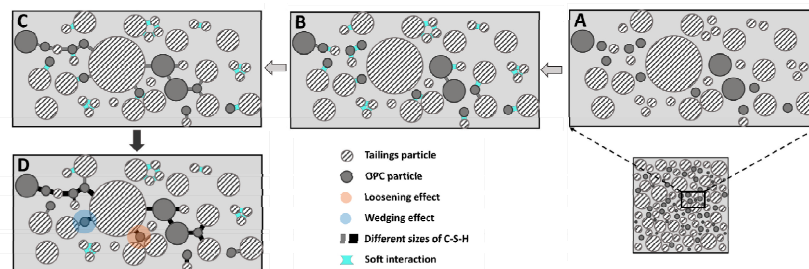 C
B
A
D
Tailings particle
OPC particle
Loosening effect
Wedging effect
Different sizes of C-S-H
Soft interaction